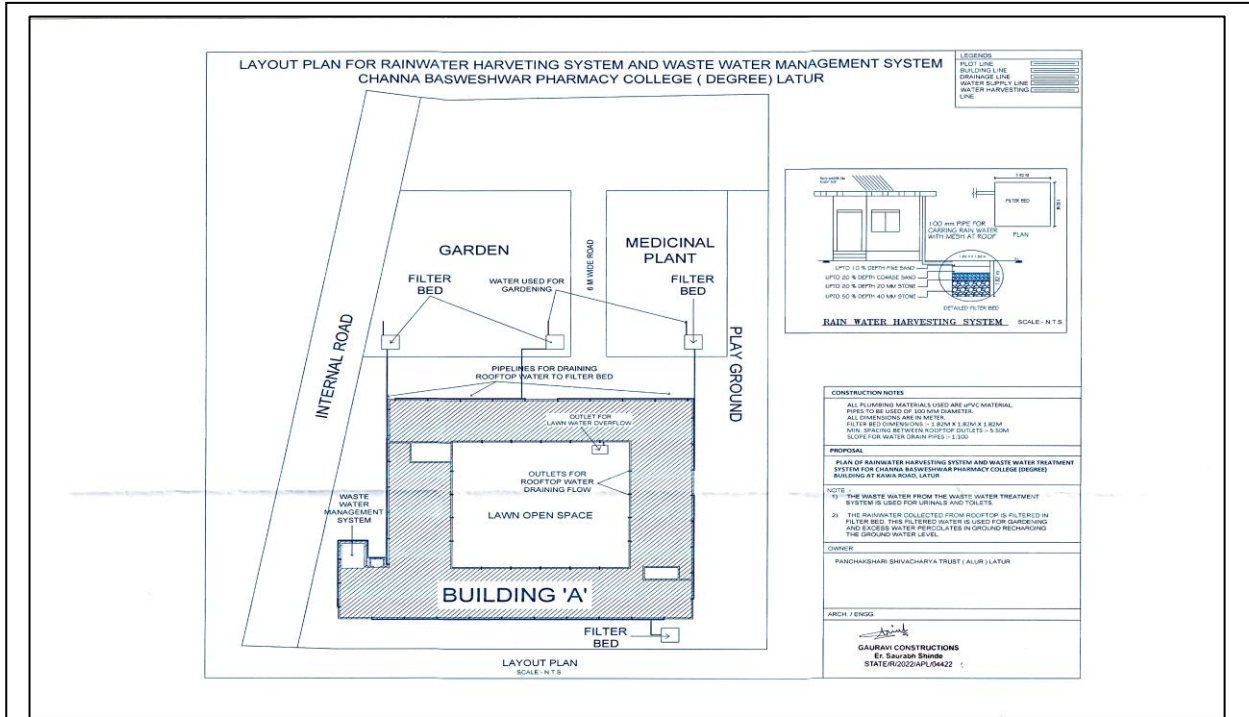 LAYOUT PLAN FOR RAINWATER HARVETING SYSTEM AND WASTE WATER MANAGEMENT SYSTEM
CHANNA BASWESHWAR PHARMACY COLLEGE ( DEGREE) LATUR
LEGENDS
PLOT LINE
BUILDING LINE
DRAINAGE LINE
WATER SUPPLY LINE
WATER HARVESTING
LINE
GARDEN
MEDICINAL
PLANT
6 M WIDE ROAD
FILTER
BED
WATER USED FOR
GARDENING
FILTER
BED
INTERNAL ROAD
PLAY GROUND
PIPELINES FOR DRAINING
ROOFTOP WATER TO FILTER BED
OUTLET FOR
LAWN WATER OVERFLOW
OUTLETS FOR
ROOFTOP WATER
DRAINING FLOW
LAWN OPEN SPACE
WASTE
WATER
MANAGEMENT
SYSTEM
BUILDING 'A'
FILTER
BED
LAYOUT PLAN
SCALE:- N.T.S
FILTER BED
PLAN
100 mm PIPE FOR
CARRING RAIN WATER
WITH MESH AT ROOF
UPTO 10 % DEPTH FINE SAND
UPTO 20 % DEPTH COARSE SAND
UPTO 20 % DEPTH 20 MM STONE
UPTO 50 % DEPTH 40 MM STONE
DETAILED FILTER BED
RAIN WATER HARVESTING SYSTEM SCALE:- N.T.S
CONSTRUCTION NOTES
ALL PLUMBING MATERIALS USED ARE uPVC MATERIAL.
PIPES TO BE USED OF 100 MM DIAMETER.
ALL DIMENSIONS ARE IN METER.
FILTER BED DIMENSIONS :- 1.82M X 1.82M X 1.82M
MIN. SPACING BETWEEN ROOFTOP OUTLETS :- 5.50M
SLOPE FOR WATER DRAIN PIPES :- 1:100
PROPOSAL
PLAN OF RAINWATER HARVESTING SYSTEM AND WASTE WATER TREATMENT
SYSTEM FOR CHANNA BASWESHWAR PHARMACY COLLEGE (DEGREE)
BUILDING AT KAWA ROAD, LATUR
NOTE :-
1) THE WASTE WATER FROM THE WASTE WATER TREATMENT
SYSTEM IS USED FOR URINALS AND TOILETS.
2) THE RAINWATER COLLECTED FROM ROOFTOP IS FILTERED IN
FILTER BED. THIS FILTERED WATER IS USED FOR GARDENING
AND EXCESS WATER PERCOLATES IN GROUND RECHARGING
THE GROUND WATER LEVEL.
OWNER
PANCHAKSHARI SHIVACHARYA TRUST ( ALUR ) LATUR
ARCH. / ENGG.
GAURAVI CONSTRUCTIONS
Er. Saurabh Shinde
STATE/R/2022/APL/04422